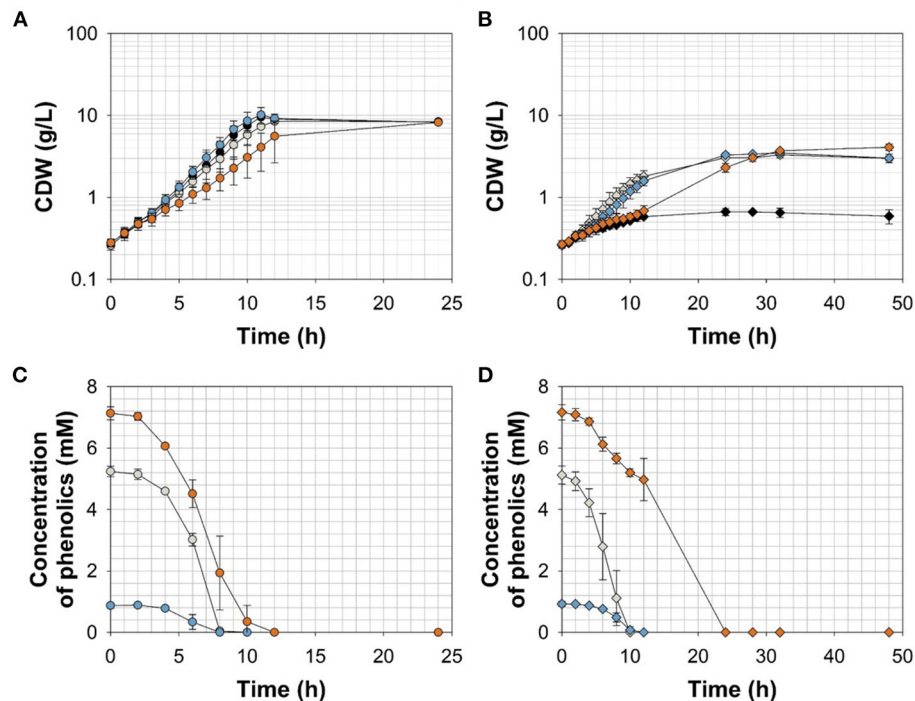 A
B
CDW (g/L)
100
10
1
0.1
0 5 10 15 20 25
Time (h)
CDW (g/L)
100
10
1
0.1
0 10 20 30 40 50
Time (h)
C
D
Concentration
of phenolics (mM)
8
6
4
2
0
0 5 10 15 20 25
Time (h)
Concentration
of phenolics (mM)
8
6
4
2
0
0 10 20 30 40 50
Time (h)